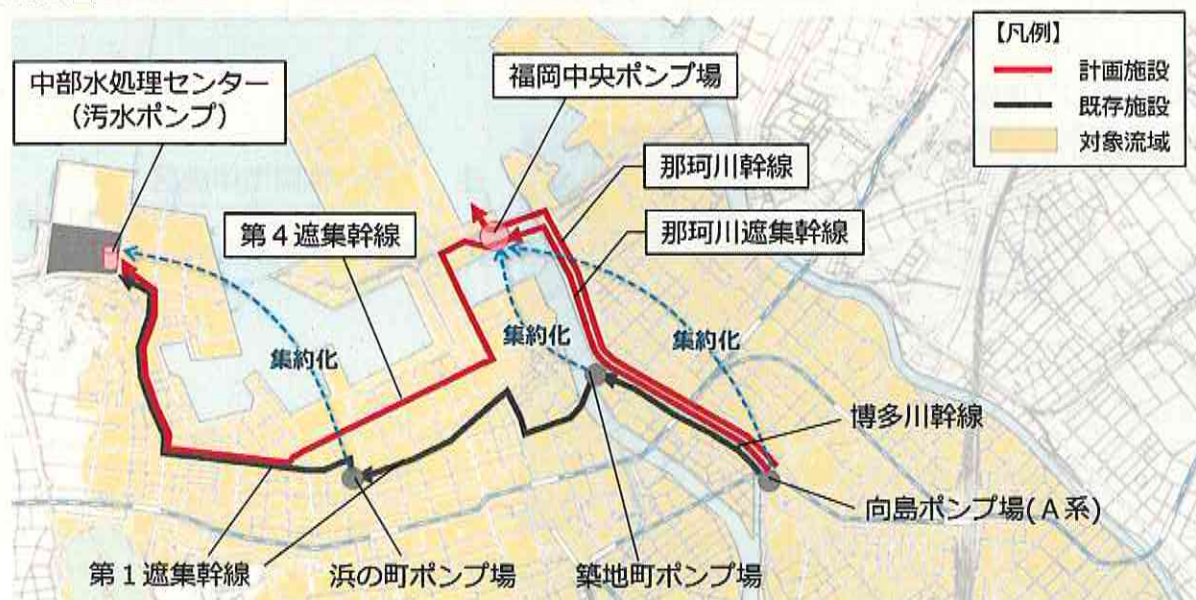 【凡例】
計画施設
既存施設
対象流域
中部水処理センター
（汚水ポンプ）
福岡中央ポンプ場
那珂川幹線
那珂川遮集幹線
第４遮集幹線
集約化
集約化
集約化
博多川幹線
向島ポンプ場(Ａ系)
第１遮集幹線
浜の町ポンプ場
築地町ポンプ場